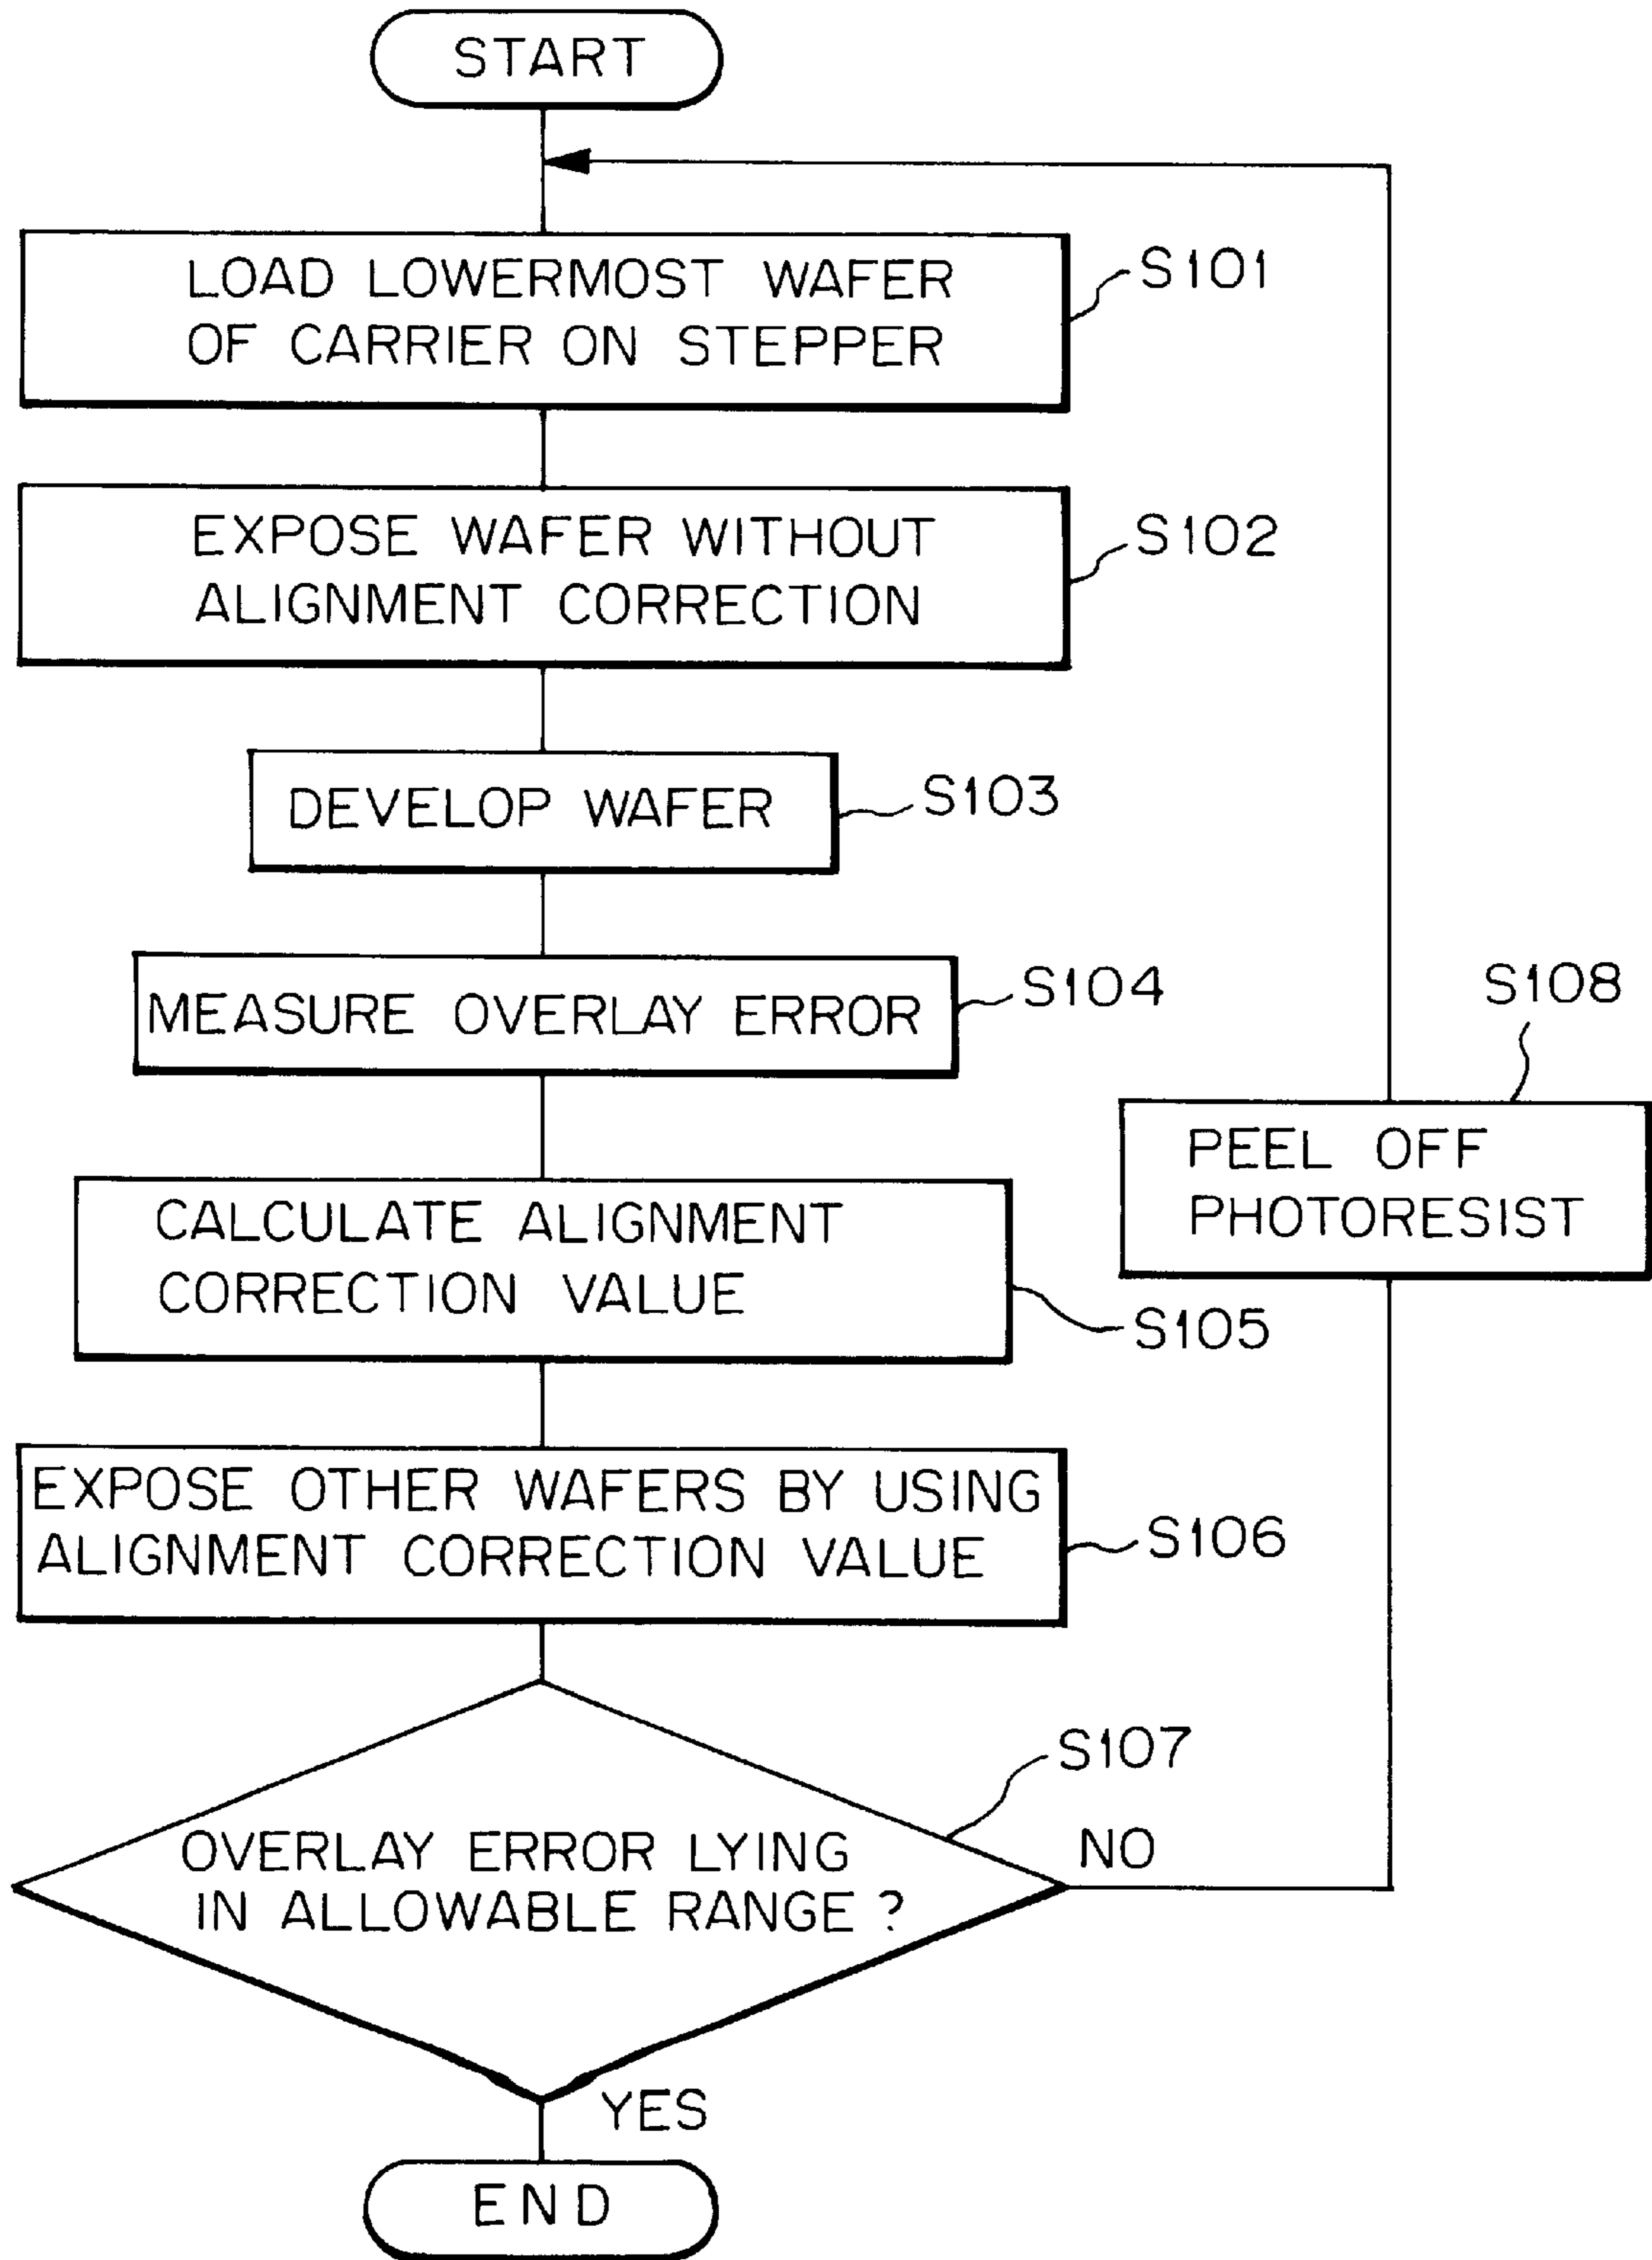 START
LOAD LOWERMOST WAFER
OF CARRIER ON STEPPER
S101
EXPOSE WAFER WITHOUT
ALIGNMENT CORRECTION
S102
DEVELOP WAFER
S103
MEASURE OVERLAY ERROR
S104
CALCULATE ALIGNMENT
CORRECTION VALUE
S105
EXPOSE OTHER WAFERS BY USING
ALIGNMENT CORRECTION VALUE
S106
OVERLAY ERROR LYING
IN ALLOWABLE RANGE ?
S107
NO
S108
PEEL OFF
PHOTORESIST
YES
END